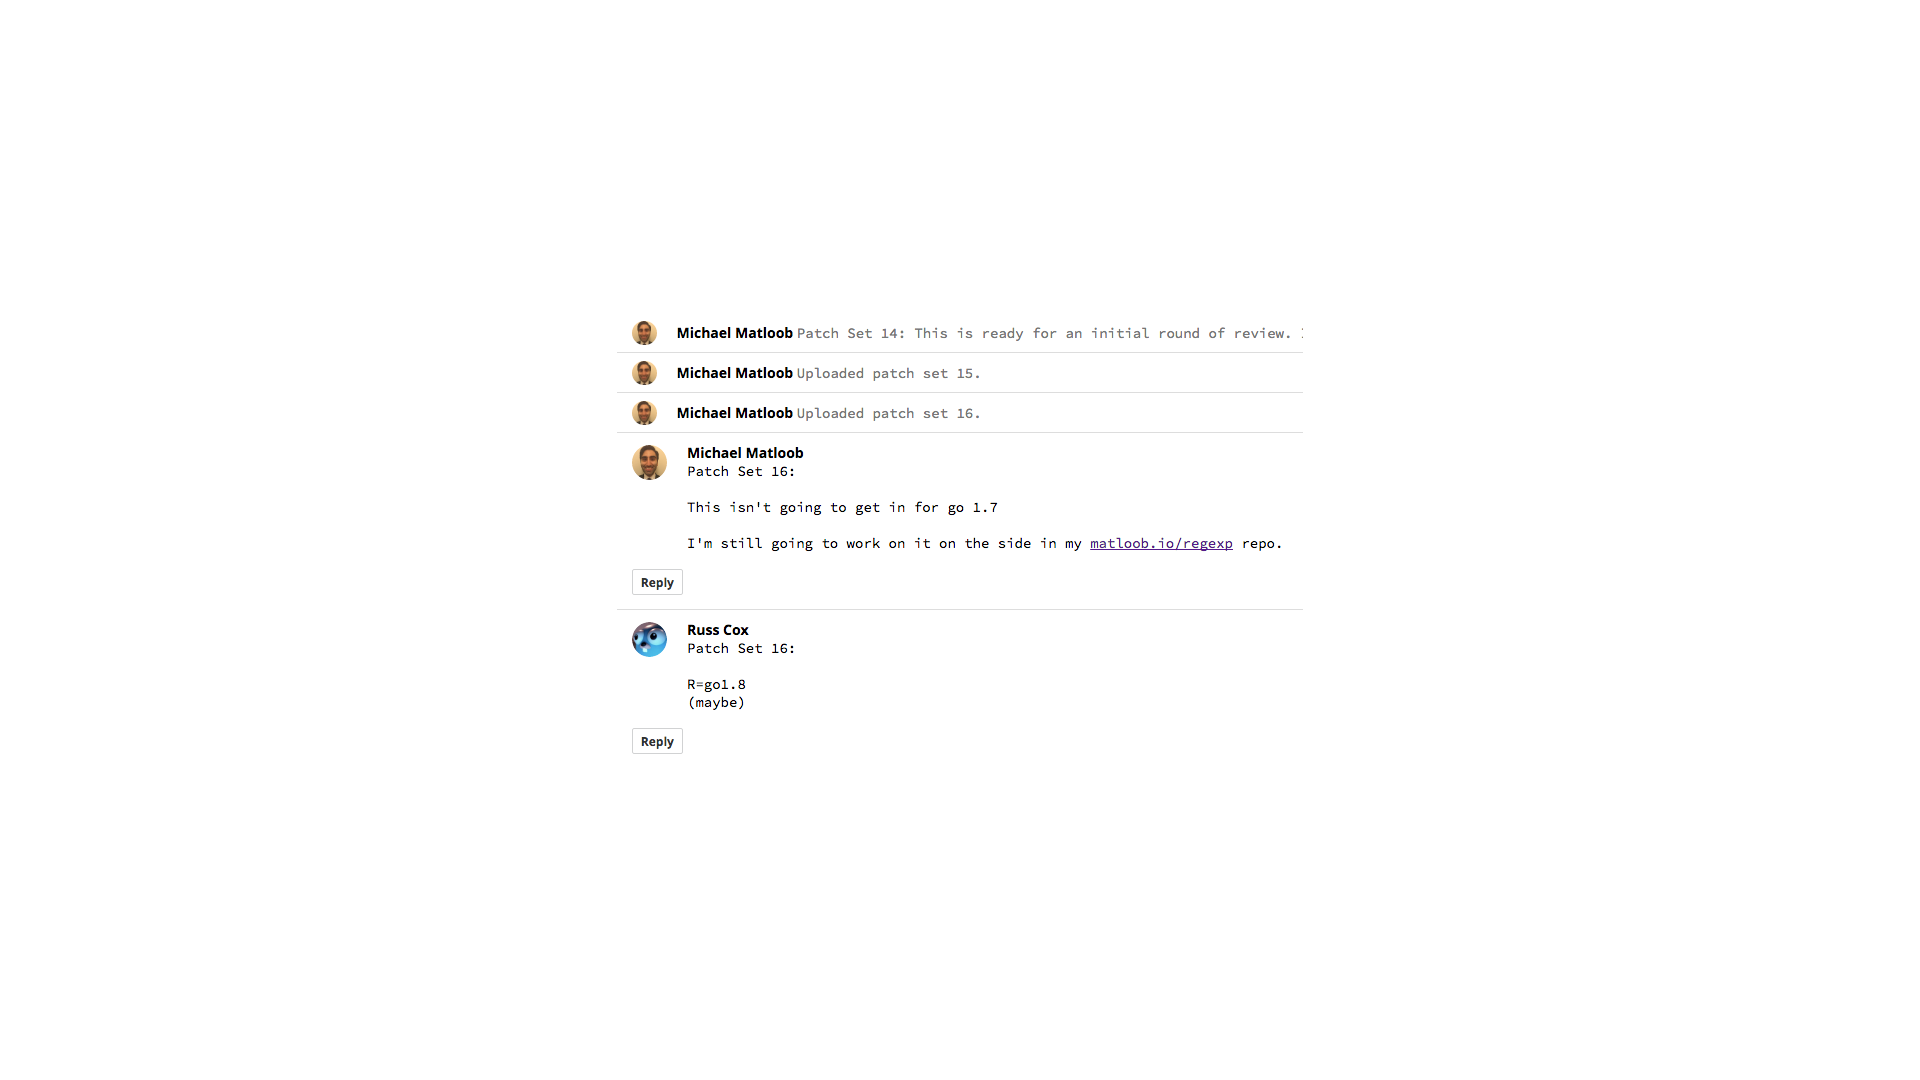 Michael Matloob Patch Set 14: This is ready for an initial round of review.
Michael Matloob Uploaded patch set 15.
Michael Matloob Uploaded patch set 16.
Michael Matloob
Patch Set 16:
This isn't going to get in for go 1.7
I'm still going to work on it on the side in my matloob.io/regexp repo.
Reply
Russ Cox
Patch Set 16:
R=go1.8
(maybe)
Reply